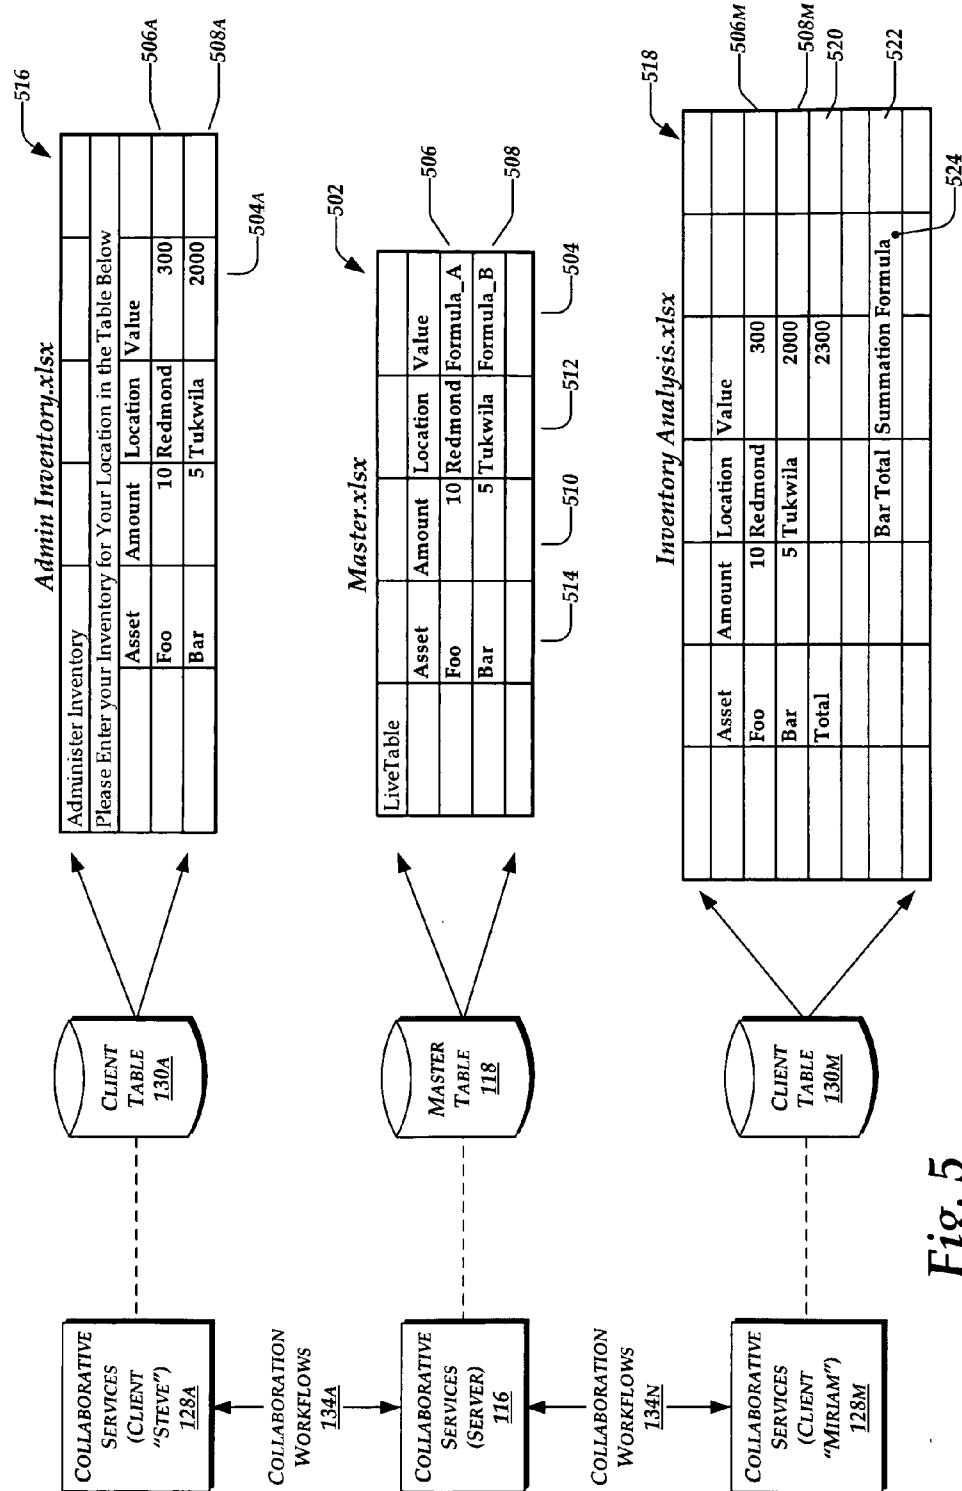 Admin Inventory.xlsx
516
Administer Inventory
Please Enter your Inventory for Your Location in the Table Below
Asset Amount Location Value
Foo 10 Redmond 300
Bar 5 Tukwila 2000
506A
508A
504A
Master.xlsx
502
LiveTable
Asset Amount Location Value
Foo 10 Redmond Formula_A
Bar 5 Tukwila Formula_B
506
508
514
510
512
504
Inventory Analysis.xlsx
518
Asset Amount Location Value
Foo 10 Redmond 300
Bar 5 Tukwila 2000
Total 2300
Bar Total Summation Formula
506M
508M
520
522
524
CLIENT
TABLE
130A
MASTER
TABLE
118
CLIENT
TABLE
130M
COLLABORATIVE
SERVICES
(CLIENT
"STEVE")
128A
COLLABORATION
WORKFLOWS
134A
COLLABORATIVE
SERVICES
(SERVER)
116
COLLABORATION
WORKFLOWS
134N
COLLABORATIVE
SERVICES
(CLIENT
"MIRIAM")
128M
Fig. 5